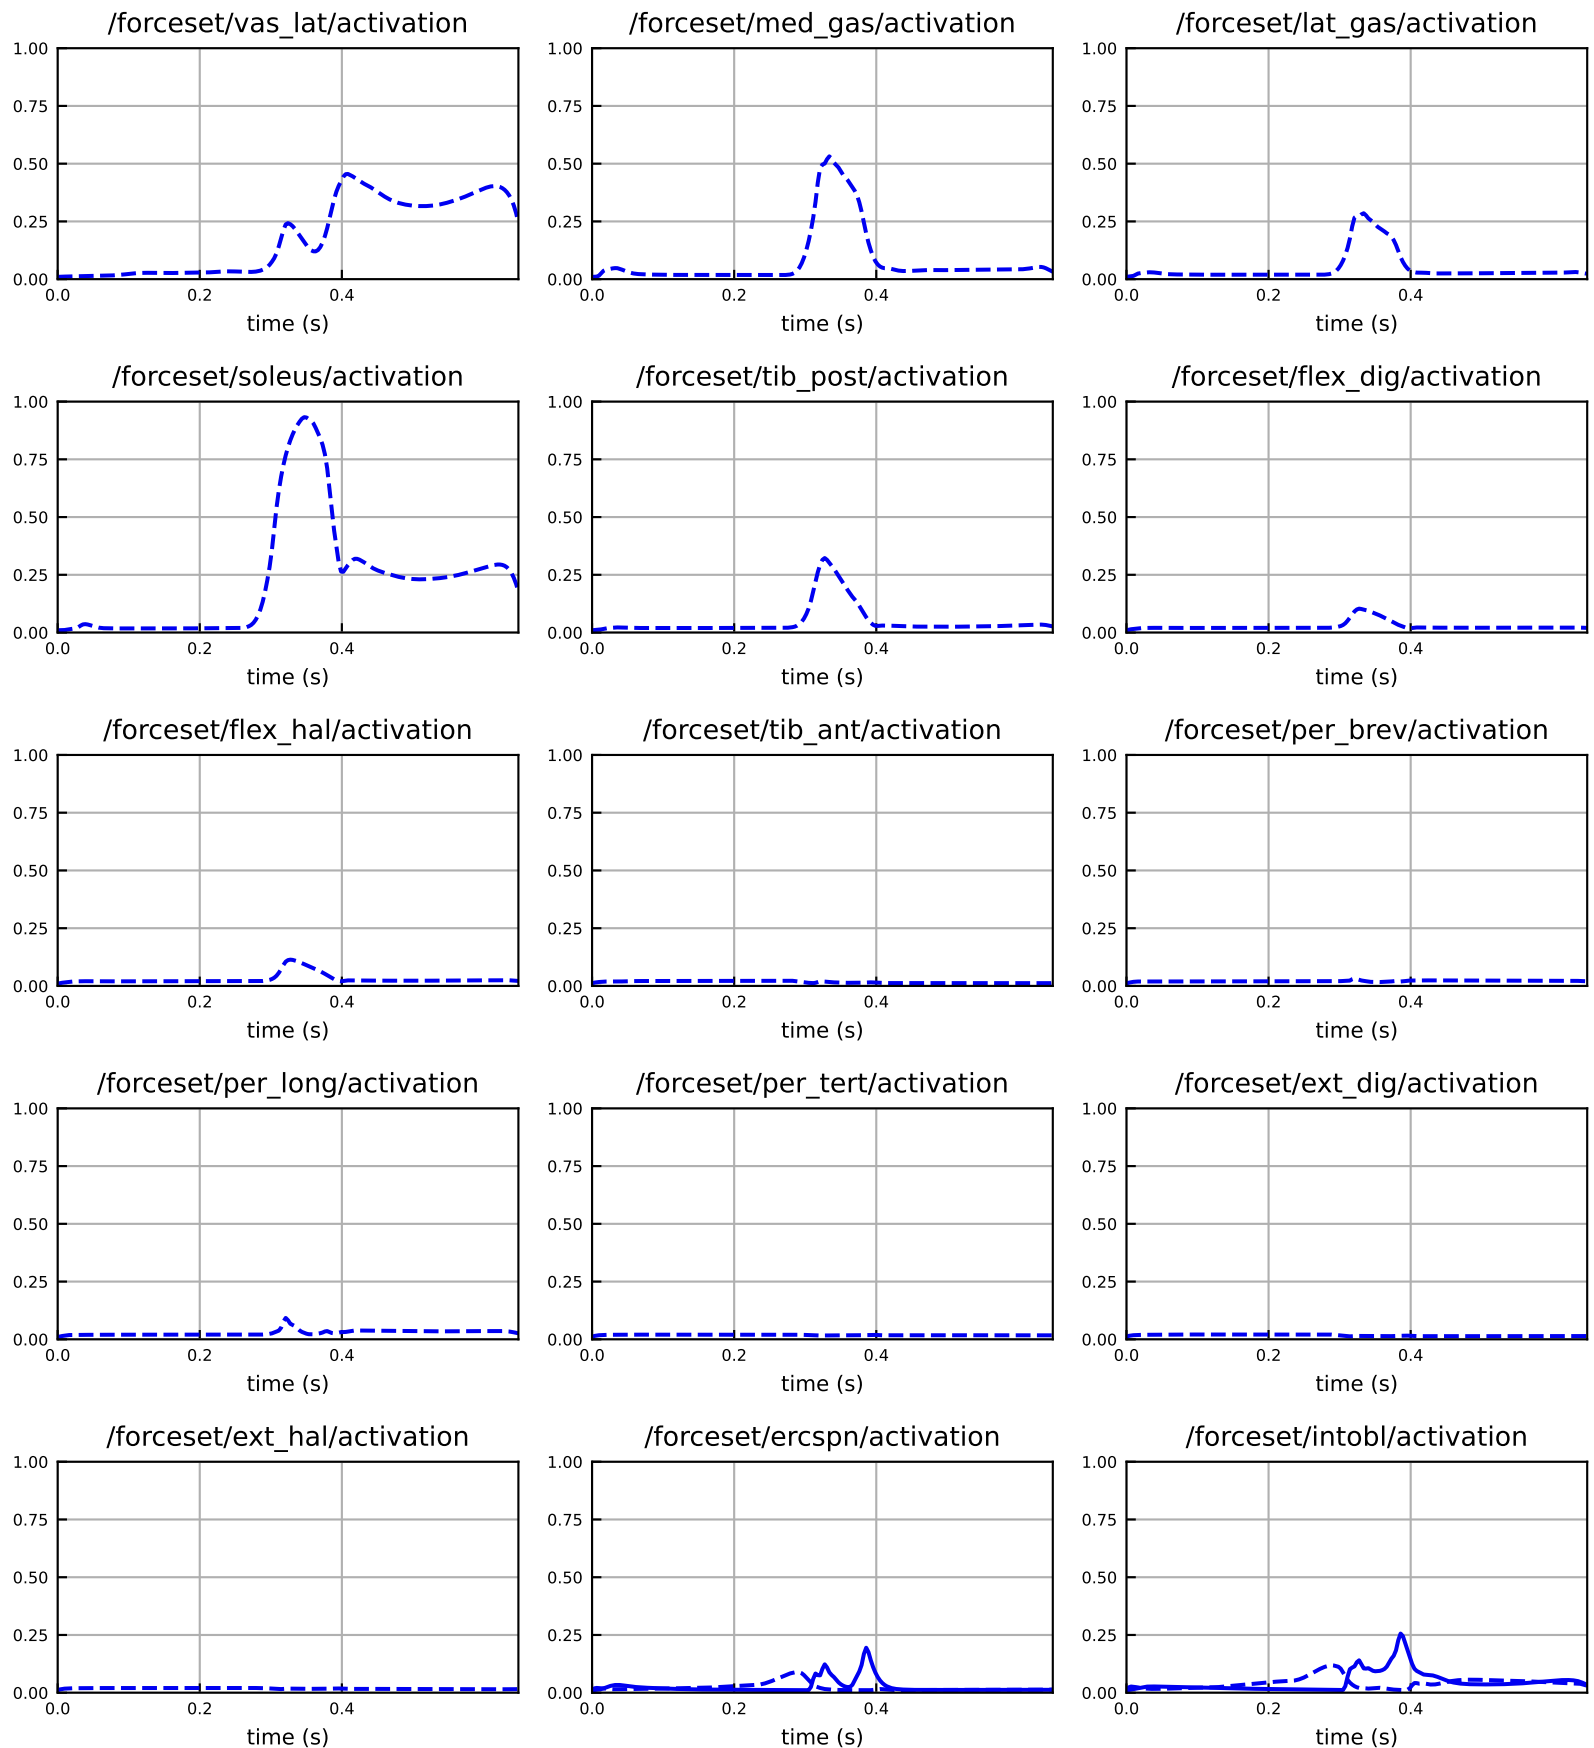 /forceset/vas_lat/activation
1.00
0.75
0.50
0.25
0.00
0.0 0.2 0.4
time (s)
/forceset/med_gas/activation
1.00
0.75
0.50
0.25
0.00
0.0 0.2 0.4
time (s)
/forceset/lat_gas/activation
1.00
0.75
0.50
0.25
0.00
0.0 0.2 0.4
time (s)
/forceset/soleus/activation
1.00
0.75
0.50
0.25
0.00
0.0 0.2 0.4
time (s)
/forceset/tib_post/activation
1.00
0.75
0.50
0.25
0.00
0.0 0.2 0.4
time (s)
/forceset/flex_dig/activation
1.00
0.75
0.50
0.25
0.00
0.0 0.2 0.4
time (s)
/forceset/flex_hal/activation
1.00
0.75
0.50
0.25
0.00
0.0 0.2 0.4
time (s)
/forceset/tib_ant/activation
1.00
0.75
0.50
0.25
0.00
0.0 0.2 0.4
time (s)
/forceset/per_brev/activation
1.00
0.75
0.50
0.25
0.00
0.0 0.2 0.4
time (s)
/forceset/per_long/activation
1.00
0.75
0.50
0.25
0.00
0.0 0.2 0.4
time (s)
/forceset/per_tert/activation
1.00
0.75
0.50
0.25
0.00
0.0 0.2 0.4
time (s)
/forceset/ext_dig/activation
1.00
0.75
0.50
0.25
0.00
0.0 0.2 0.4
time (s)
/forceset/ext_hal/activation
1.00
0.75
0.50
0.25
0.00
0.0 0.2 0.4
time (s)
/forceset/ercspn/activation
1.00
0.75
0.50
0.25
0.00
0.0 0.2 0.4
time (s)
/forceset/intobl/activation
1.00
0.75
0.50
0.25
0.00
0.0 0.2 0.4
time (s)